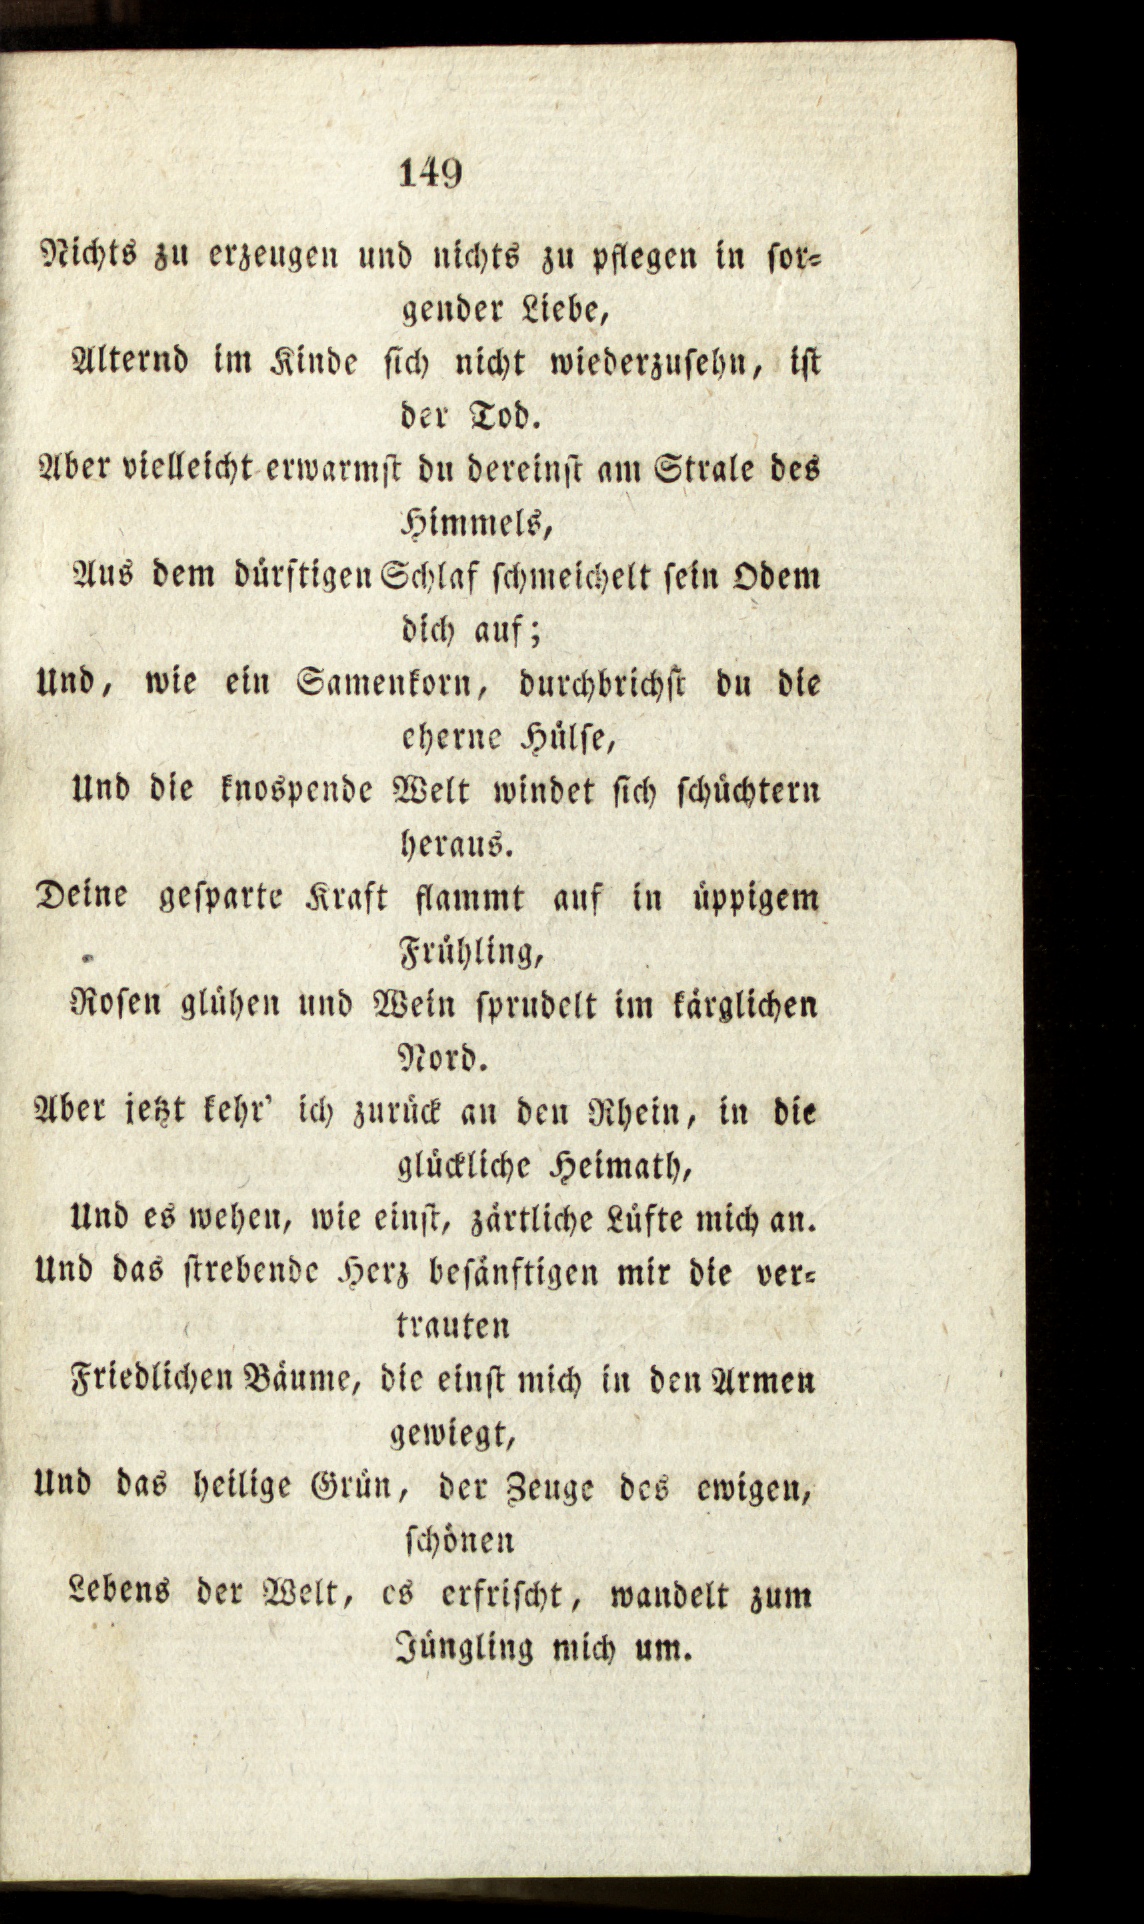 149
Nichts zu erzeugen und nichts zu pflegen in sor-
gender Liebe,
Alternd im Kinde sich nicht wiederzusehn, ist
der Tod.
Aber vielleicht erwarmst du dereinst am Strale des
Himmels,
Aus dem dürftigen Schlaf schmeichelt sein Odem
dich auf;
Und, wie ein Samenkorn, durchbrichst du die
eherne Hülse,
Und die knospende Welt windet sich schüchtern
heraus.
Deine gesparte Kraft flammt auf in üppigem
Frühling,
Rosen glühen und Wein sprudelt im kärglichen
Nord.
Aber jetzt kehr' ich zurück an den Rhein, in die
glückliche Heimath,
Und es wehen, wie einst, zärtliche Lüfte mich an.
Und das strebende Herz besänftigen mir die ver-
trauten
Friedlichen Bäume, die einst mich in den Armen
gewiegt,
Und das heilige Grün, der Zeuge des ewigen,
schönen
Lebens der Welt, es erfrischt, wandelt zum
Jüngling mich um.